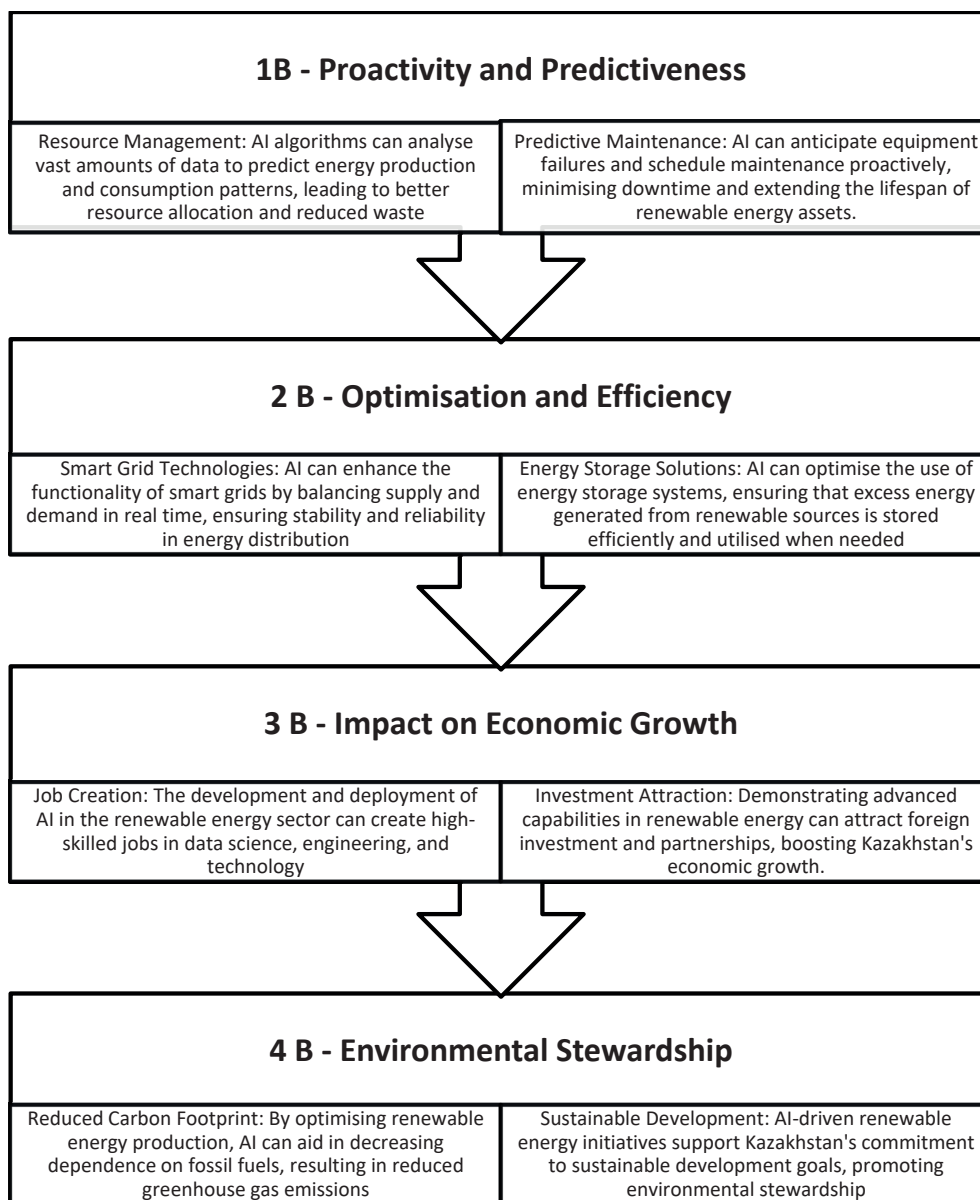 1B - Proactivity and Predictiveness
Resource Management: AI algorithms can analyse
vast amounts of data to predict energy production
and consumption patterns, leading to better
resource allocation and reduced waste
Predictive Maintenance: AI can anticipate equipment
failures and schedule maintenance proactively,
minimising downtime and extending the lifespan of
renewable energy assets.
2 B - Optimisation and Efficiency
Smart Grid Technologies: AI can enhance the
functionality of smart grids by balancing supply and
demand in real time, ensuring stability and reliability
in energy distribution
Energy Storage Solutions: AI can optimise the use of
energy storage systems, ensuring that excess energy
generated from renewable sources is stored
efficiently and utilised when needed
3 B - Impact on Economic Growth
Job Creation: The development and deployment of
AI in the renewable energy sector can create high-
skilled jobs in data science, engineering, and
technology
Investment Attraction: Demonstrating advanced
capabilities in renewable energy can attract foreign
investment and partnerships, boosting Kazakhstan's
economic growth.
4 B - Environmental Stewardship
Reduced Carbon Footprint: By optimising renewable
energy production, AI can aid in decreasing
dependence on fossil fuels, resulting in reduced
greenhouse gas emissions
Sustainable Development: AI-driven renewable
energy initiatives support Kazakhstan's commitment
to sustainable development goals, promoting
environmental stewardship